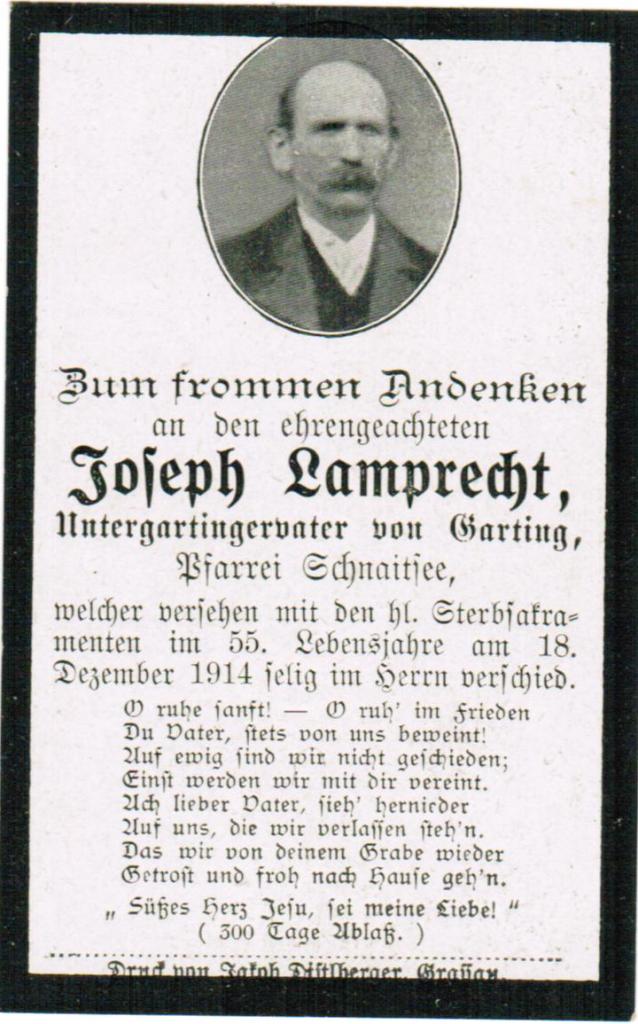 Zum frommen Andenken
an den ehrengeachteten
Joseph Lamprecht,
Untergartingervater von Garting,
Pfarrei Schnaitsee,
welcher versehen mit den hl. Sterbsakra-
menten im 55. Lebensjahre am 18.
Dezember 1914 selig im Herrn verschied.
O ruhe sanft! — O ruh' im Frieden
Du Vater, stets von uns beweint!
Auf ewig sind wir nicht geschieden;
Einst werden wir mit dir vereint.
Ach lieber Vater, sieh' hernieder
Auf uns, die wir verlassen steh'n.
Das wir von deinem Grabe wieder
Getrost und froh nach Hause geh'n.
„ Süßes Herz Jesu, sei meine Liebe! “
( 300 Tage Ablaß. )
Druck von Jakob Grassau.